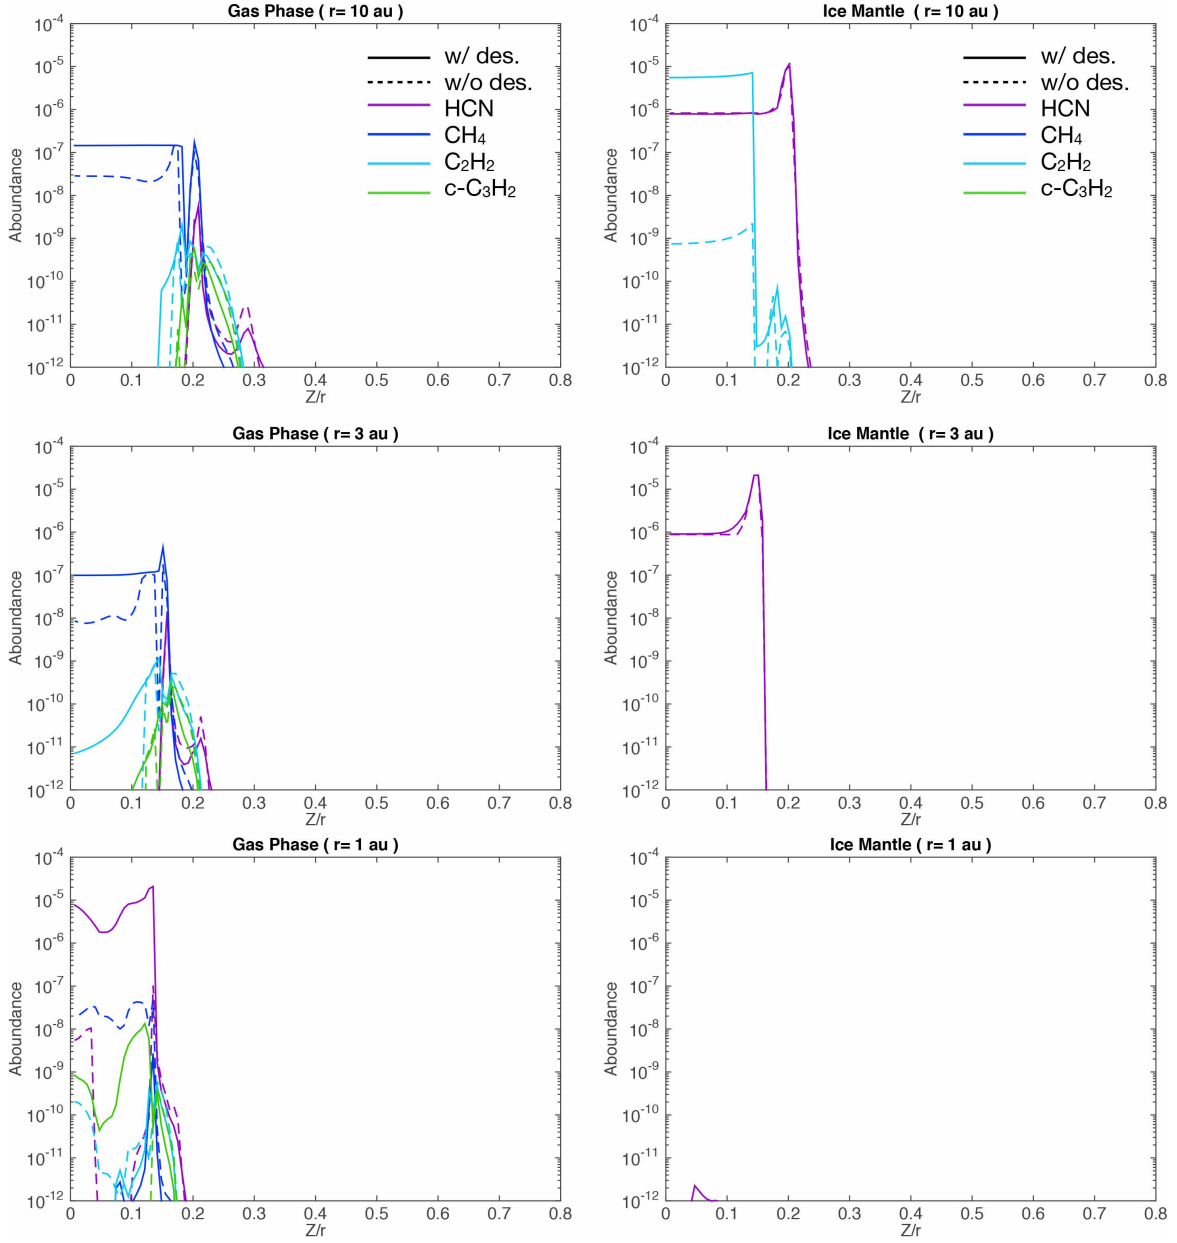 Gas Phase ( r= 10 au )
Aboundance
10⁻⁴
10⁻⁵
10⁻⁶
10⁻⁷
10⁻⁸
10⁻⁹
10⁻¹⁰
10⁻¹¹
10⁻¹²
w/ des.
w/o des.
HCN
CH₄
C₂H₂
c-C₃H₂
0 0.1 0.2 0.3 0.4 0.5 0.6 0.7 0.8
Z/r
Ice Mantle ( r= 10 au )
Aboundance
10⁻⁴
10⁻⁵
10⁻⁶
10⁻⁷
10⁻⁸
10⁻⁹
10⁻¹⁰
10⁻¹¹
10⁻¹²
w/ des.
w/o des.
HCN
CH₄
C₂H₂
c-C₃H₂
0 0.1 0.2 0.3 0.4 0.5 0.6 0.7 0.8
Z/r
Gas Phase ( r= 3 au )
Aboundance
10⁻⁴
10⁻⁵
10⁻⁶
10⁻⁷
10⁻⁸
10⁻⁹
10⁻¹⁰
10⁻¹¹
10⁻¹²
0 0.1 0.2 0.3 0.4 0.5 0.6 0.7 0.8
Z/r
Ice Mantle ( r= 3 au )
Aboundance
10⁻⁴
10⁻⁵
10⁻⁶
10⁻⁷
10⁻⁸
10⁻⁹
10⁻¹⁰
10⁻¹¹
10⁻¹²
0 0.1 0.2 0.3 0.4 0.5 0.6 0.7 0.8
Z/r
Gas Phase ( r= 1 au )
Aboundance
10⁻⁴
10⁻⁵
10⁻⁶
10⁻⁷
10⁻⁸
10⁻⁹
10⁻¹⁰
10⁻¹¹
10⁻¹²
0 0.1 0.2 0.3 0.4 0.5 0.6 0.7 0.8
Z/r
Ice Mantle ( r= 1 au )
Aboundance
10⁻⁴
10⁻⁵
10⁻⁶
10⁻⁷
10⁻⁸
10⁻⁹
10⁻¹⁰
10⁻¹¹
10⁻¹²
0 0.1 0.2 0.3 0.4 0.5 0.6 0.7 0.8
Z/r